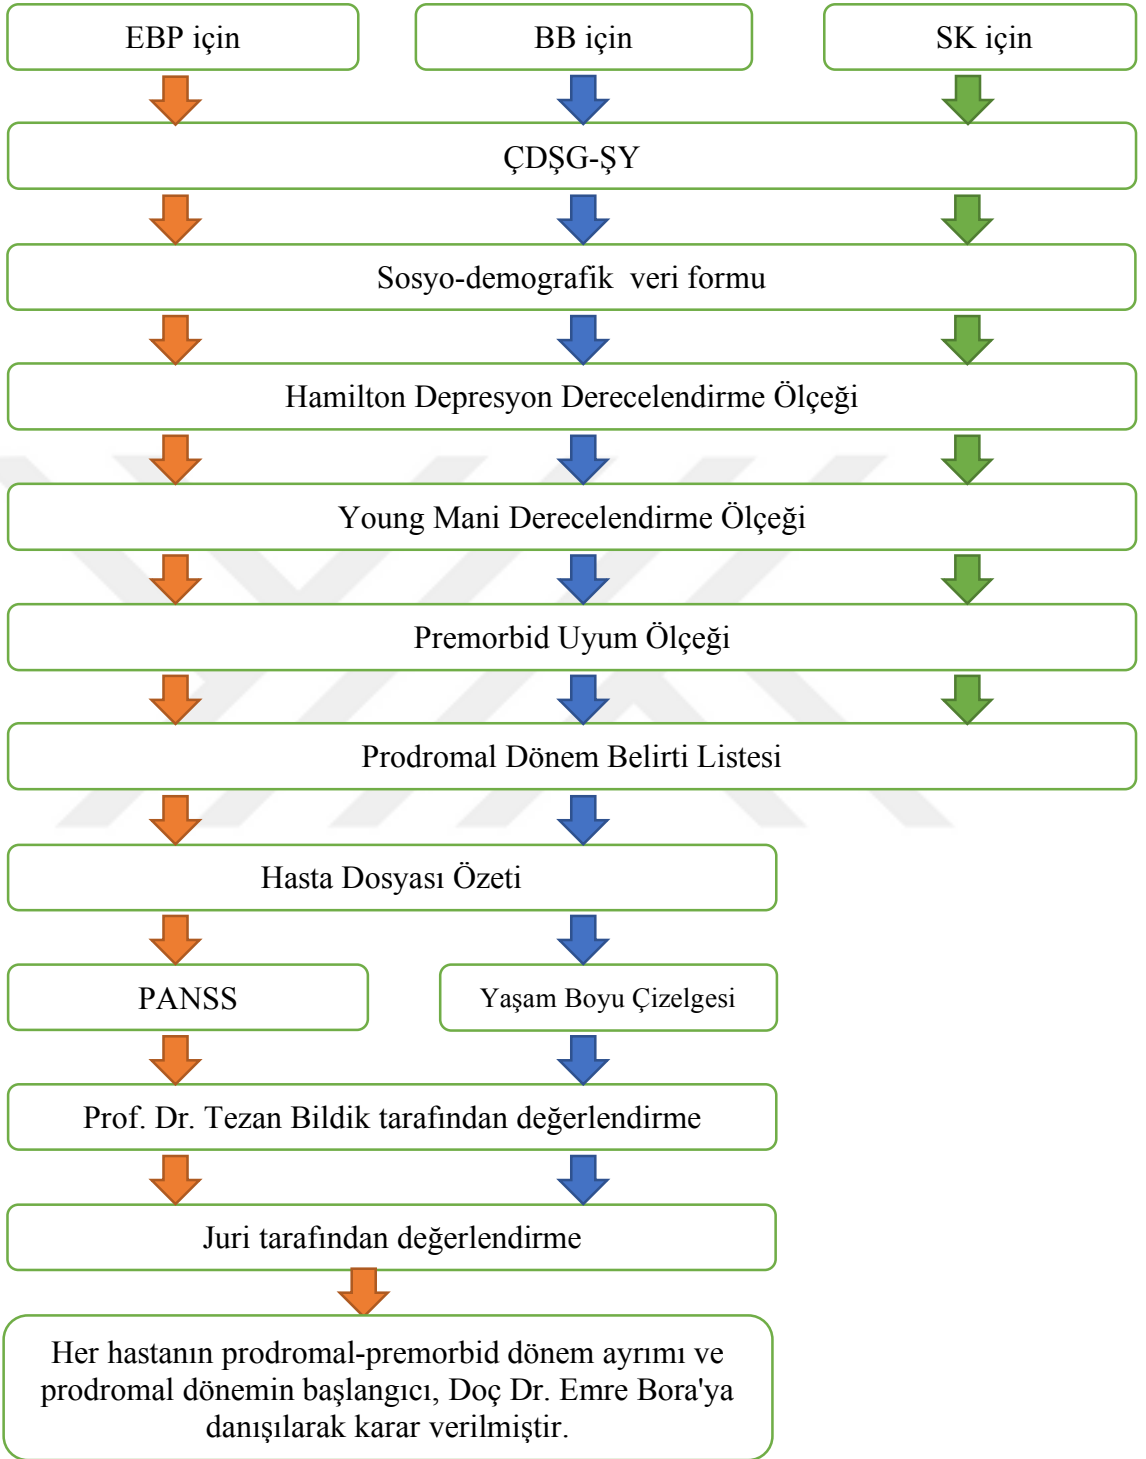 EBP için
BB için
SK için
ÇDŞG-ŞY
Sosyo-demografik veri formu
Hamilton Depresyon Derecelendirme Ölçeği
Young Mani Derecelendirme Ölçeği
Premorbid Uyum Ölçeği
Prodromal Dönem Belirti Listesi
Hasta Dosyası Özeti
PANSS
Yaşam Boyu Çizelgesi
Prof. Dr. Tezan Bildik tarafından değerlendirme
Juri tarafından değerlendirme
Her hastanın prodromal-premorbid dönem ayrımı ve
prodromal dönemin başlangıcı, Doç Dr. Emre Bora'ya
danışılarak karar verilmiştir.